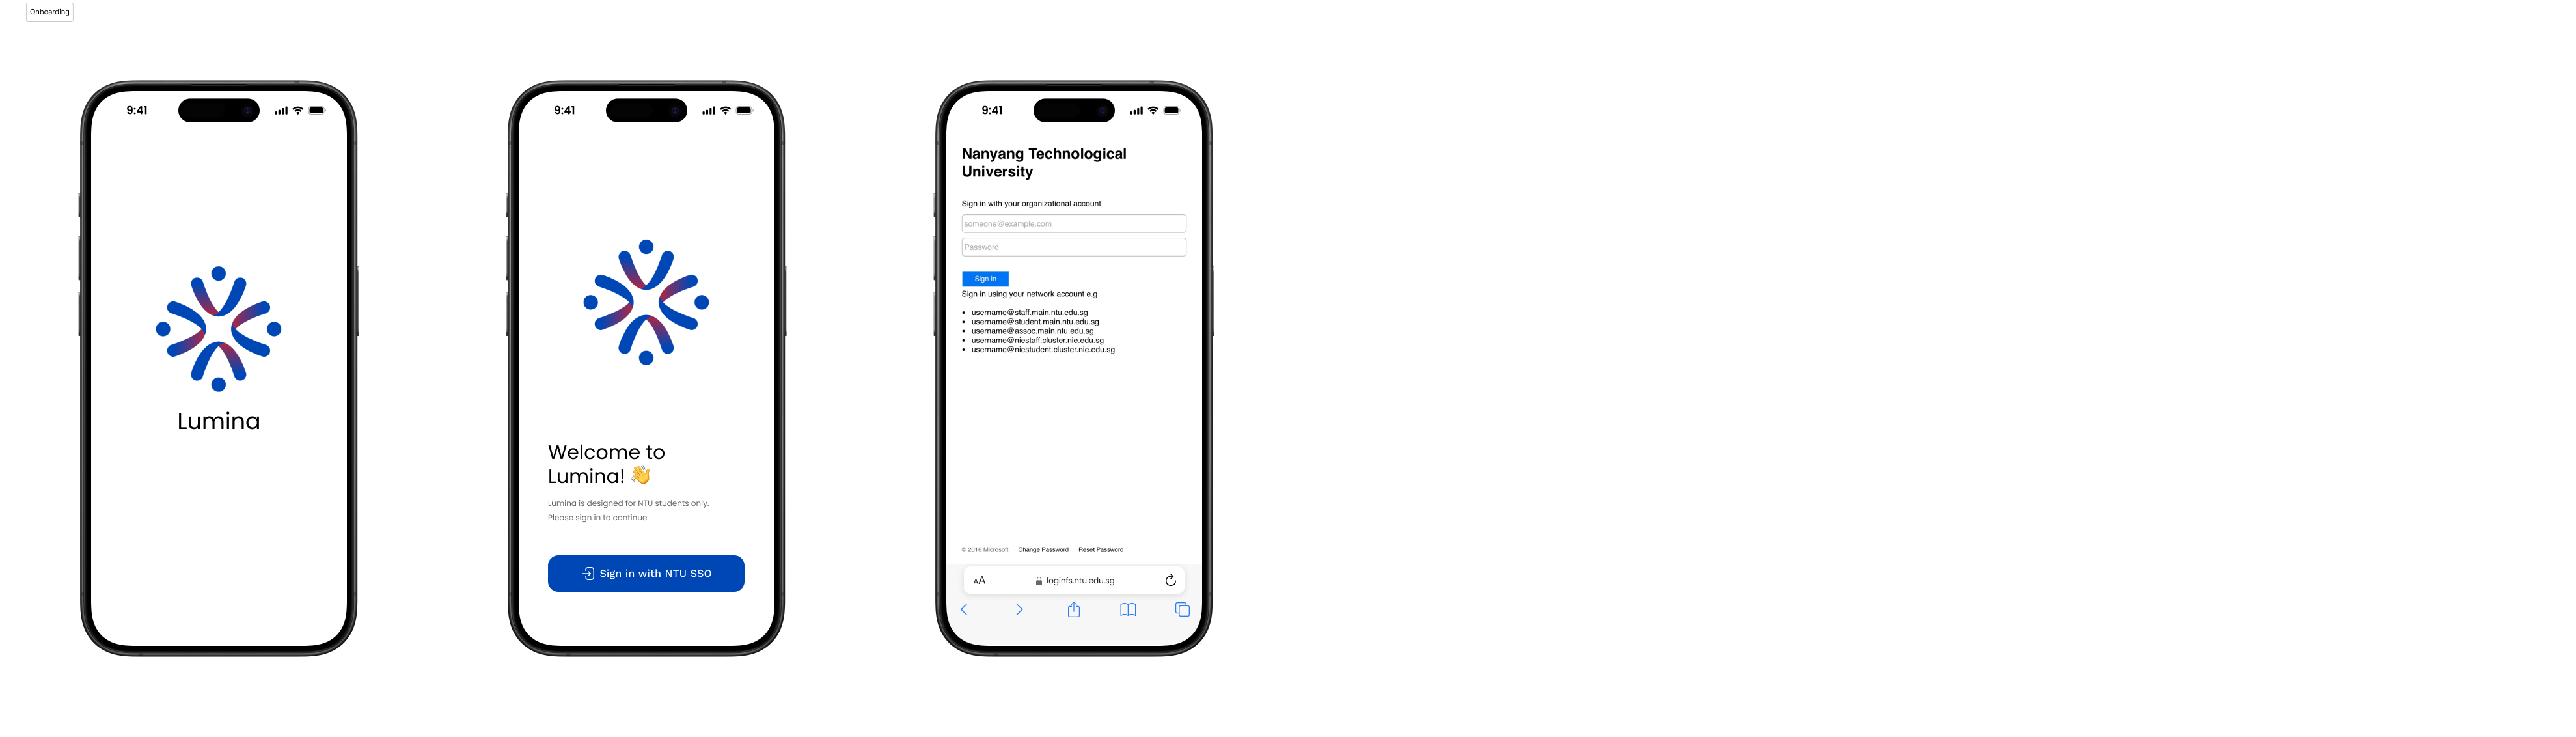 Onboarding
9:41
Lumina
9:41
Welcome to
Lumina! 👋
Lumina is designed for NTU students only.
Please sign in to continue.
Sign in with NTU SSO
9:41
Nanyang Technological
University
Sign in with your organizational account
someone@example.com
Password
Sign in
Sign in using your network account e.g
• username@staff.main.ntu.edu.sg
• username@student.main.ntu.edu.sg
• username@assoc.main.ntu.edu.sg
• username@niestaff.cluster.nie.edu.sg
• username@niestudent.cluster.nie.edu.sg
© 2016 Microsoft Change Password Reset Password
AA loginfs.ntu.edu.sg